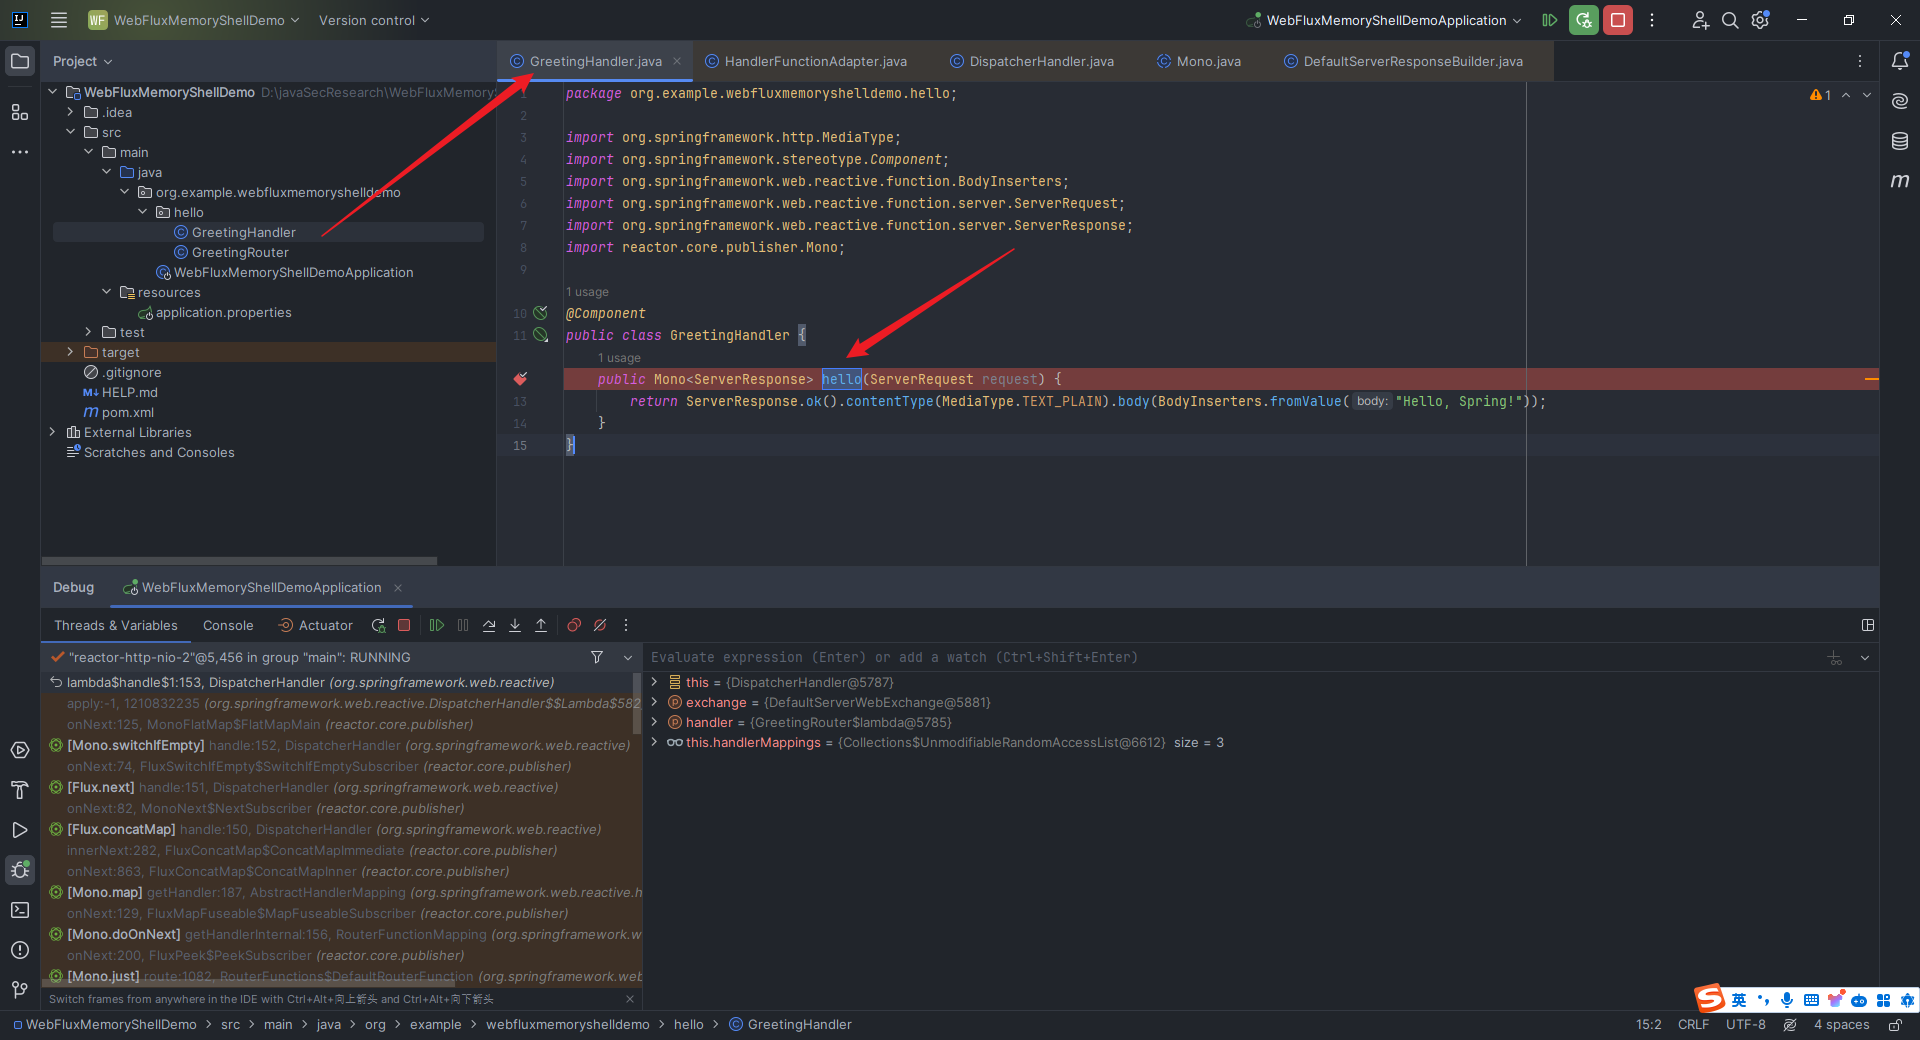 WF WebFluxMemoryShellDemo Version control WebFluxMemoryShellDemoApplication
Project
WebFluxMemoryShellDemo D:\javaSecResearch\WebFluxMemory
.idea
src
main
java
org.example.webfluxmemoryshelldemo
hello
GreetingHandler
GreetingRouter
WebFluxMemoryShellDemoApplication
resources
application.properties
test
target
.gitignore
M↓ HELP.md
m pom.xml
External Libraries
Scratches and Consoles
GreetingHandler.java HandlerFunctionAdapter.java DispatcherHandler.java Mono.java DefaultServerResponseBuilder.java
1 package org.example.webfluxmemoryshelldemo.hello;
2
3 import org.springframework.http.MediaType;
4 import org.springframework.stereotype.Component;
5 import org.springframework.web.reactive.function.BodyInserters;
6 import org.springframework.web.reactive.function.server.ServerRequest;
7 import org.springframework.web.reactive.function.server.ServerResponse;
8 import reactor.core.publisher.Mono;
9
1 usage
10 @Component
11 public class GreetingHandler {
1 usage
public Mono<ServerResponse> hello(ServerRequest request) {
13 return ServerResponse.ok().contentType(MediaType.TEXT_PLAIN).body(BodyInserters.fromValue( body: "Hello, Spring!"));
14 }
15 }
1
m
Debug WebFluxMemoryShellDemoApplication
Threads & Variables Console Actuator
"reactor-http-nio-2"@5,456 in group "main": RUNNING
lambda$handle$1:153, DispatcherHandler (org.springframework.web.reactive)
apply:-1, 1210832235 (org.springframework.web.reactive.DispatcherHandler$$Lambda$582
onNext:125, MonoFlatMap$FlatMapMain (reactor.core.publisher)
[Mono.switchIfEmpty] handle:152, DispatcherHandler (org.springframework.web.reactive)
onNext:74, FluxSwitchIfEmpty$SwitchIfEmptySubscriber (reactor.core.publisher)
[Flux.next] handle:151, DispatcherHandler (org.springframework.web.reactive)
onNext:82, MonoNext$NextSubscriber (reactor.core.publisher)
[Flux.concatMap] handle:150, DispatcherHandler (org.springframework.web.reactive)
innerNext:282, FluxConcatMap$ConcatMapImmediate (reactor.core.publisher)
onNext:863, FluxConcatMap$ConcatMapInner (reactor.core.publisher)
[Mono.map] getHandler:187, AbstractHandlerMapping (org.springframework.web.reactive.h
onNext:129, FluxMapFuseable$MapFuseableSubscriber (reactor.core.publisher)
[Mono.doOnNext] getHandlerInternal:156, RouterFunctionMapping (org.springframework.w
onNext:200, FluxPeek$PeekSubscriber (reactor.core.publisher)
[Mono.just] route:1082, RouterFunctions$DefaultRouterFunction (org.springframework.web
Switch frames from anywhere in the IDE with Ctrl+Alt+向上箭头 and Ctrl+Alt+向下箭头
Evaluate expression (Enter) or add a watch (Ctrl+Shift+Enter)
this = {DispatcherHandler@5787}
exchange = {DefaultServerWebExchange@5881}
handler = {GreetingRouter$lambda@5785}
this.handlerMappings = {Collections$UnmodifiableRandomAccessList@6612} size = 3
S 英
WebFluxMemoryShellDemo > src > main > java > org > example > webfluxmemoryshelldemo > hello > GreetingHandler
15:2 CRLF UTF-8 4 spaces